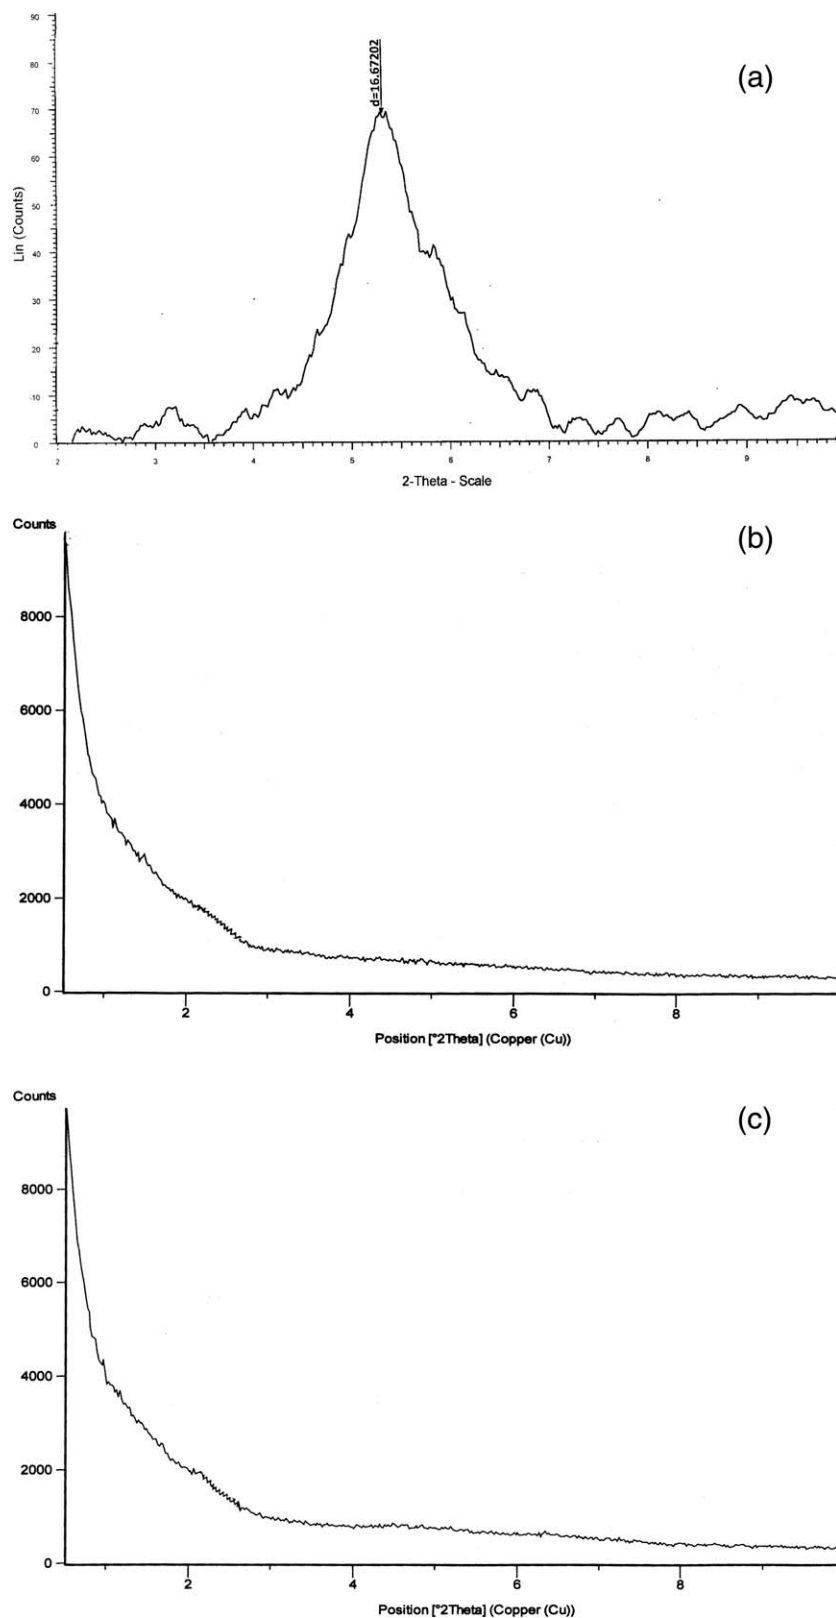 (a)
d=16.67202
90
80
70
60
50
40
30
20
10
0
Lin (Counts)
2 3 4 5 6 7 8 9
2-Theta - Scale
Counts
(b)
8000
6000
4000
2000
0
2 4 6 8
Position [°2Theta] (Copper (Cu))
Counts
(c)
8000
6000
4000
2000
0
2 4 6 8
Position [°2Theta] (Copper (Cu))